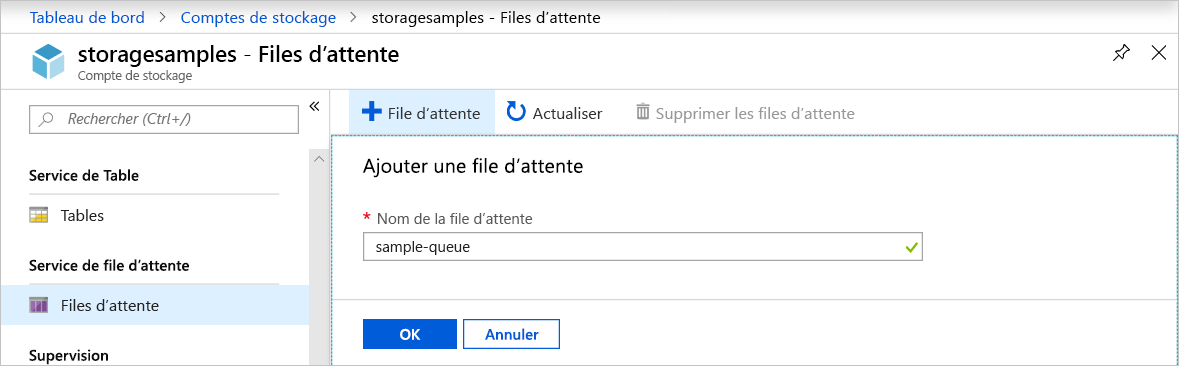 Tableau de bord > Comptes de stockage > storagesamples - Files d’attente
storagesamples - Files d’attente
Compte de stockage
Rechercher (Ctrl+/)
«
Service de Table
Tables
Service de file d’attente
Files d’attente
Supervision
File d’attente Actualiser Supprimer les files d’attente
Ajouter une file d’attente
* Nom de la file d’attente
sample-queue
OK Annuler